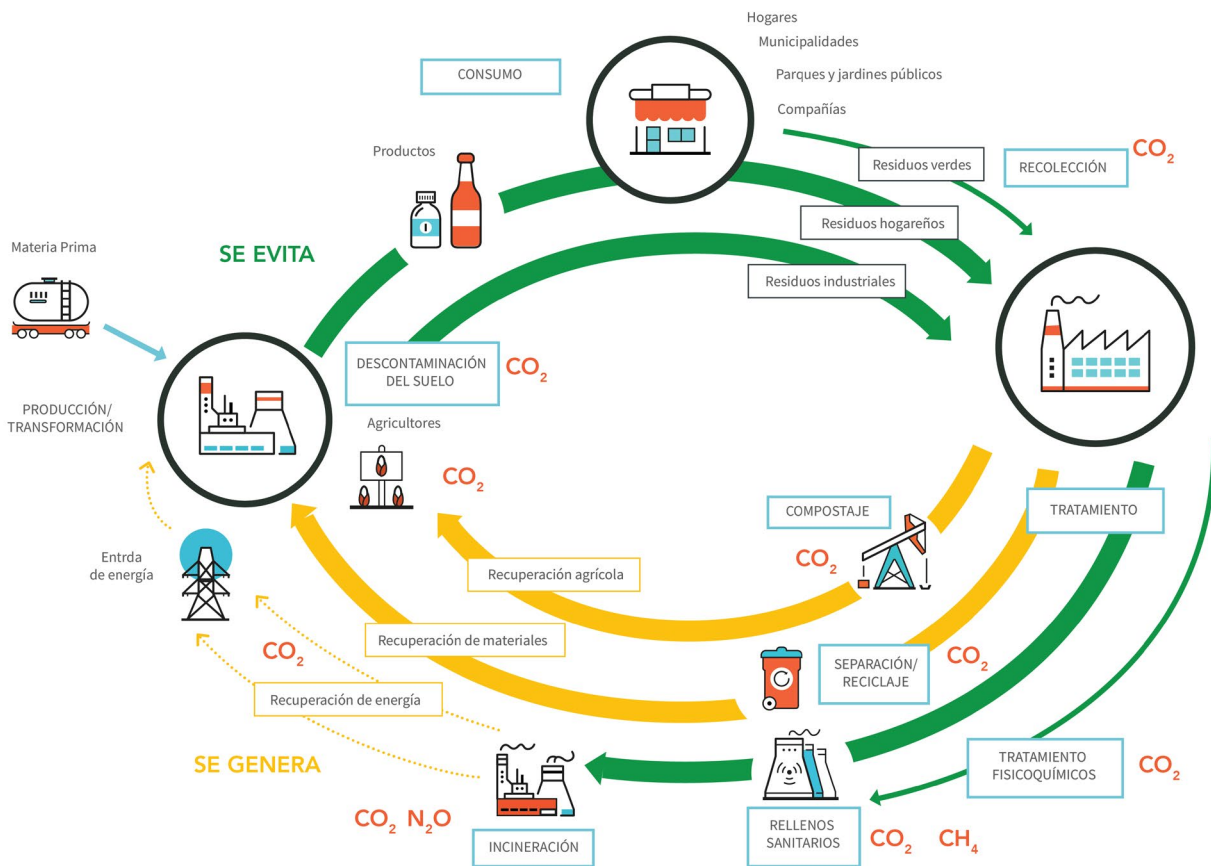 Hogares
Municipalidades
CONSUMO
Parques y jardines públicos
Compañías
Productos
Residuos verdes
RECOLECCIÓN
CO2
Residuos hogareños
Materia Prima
SE EVITA
Residuos industriales
DESCONTAMINACIÓN
DEL SUELO
CO2
PRODUCCIÓN/
TRANSFORMACIÓN
Agricultores
CO2
COMPOSTAJE
TRATAMIENTO
CO2
Entrda
de energía
Recuperación agrícola
Recuperación de materiales
CO2
SEPARACIÓN/
RECICLAJE
CO2
Recuperación de energía
SE GENERA
TRATAMIENTO
FISICOQUÍMICOS
CO2
CO2 N2O
INCINERACIÓN
RELLENOS
SANITARIOS
CO2 CH4